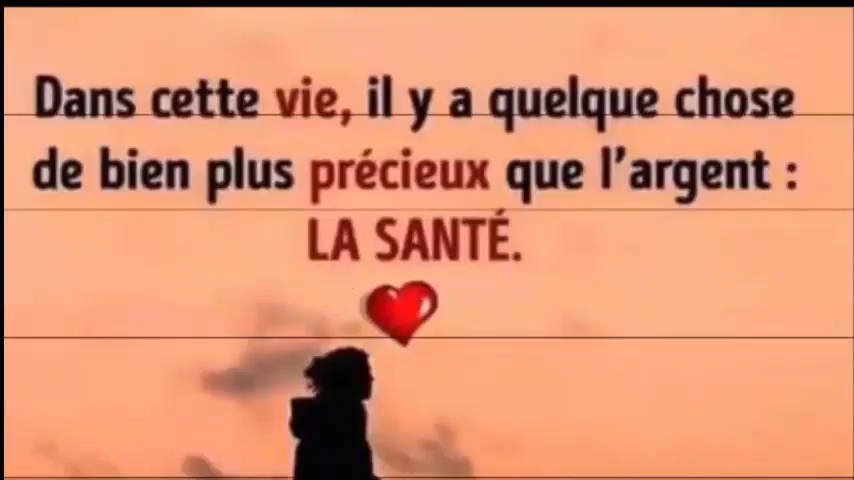 Dans cette vie, il y a quelque chose
de bien plus précieux que l'argent :
LA SANTÉ.